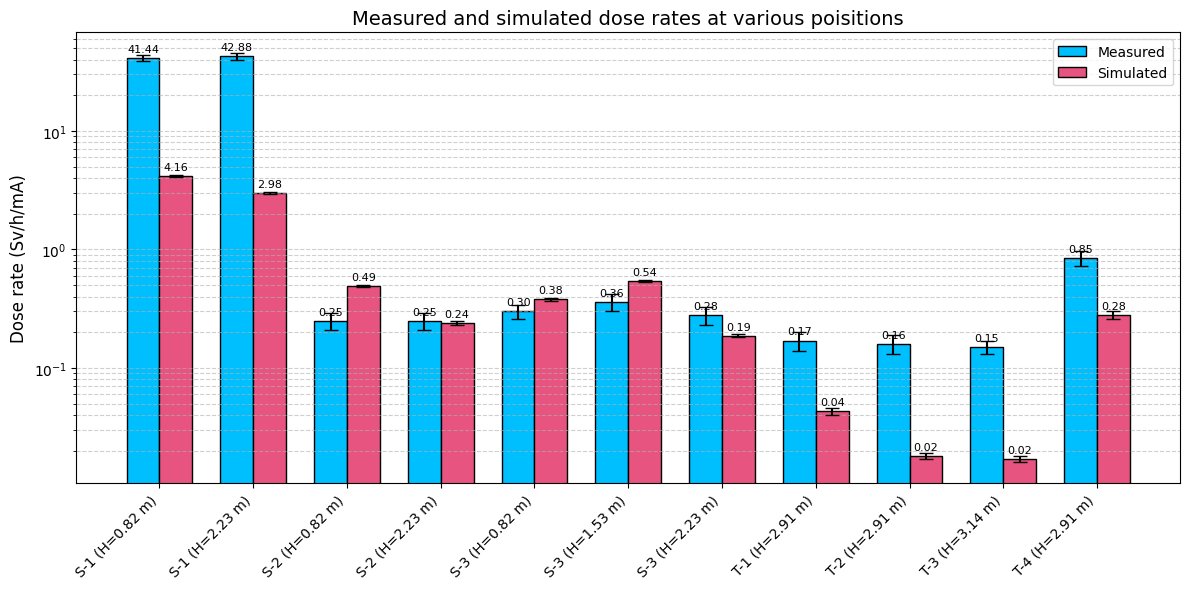 Measured and simulated dose rates at various poisitions
Dose rate (Sv/h/mA)
10¹
10⁰
10⁻¹
Measured
Simulated
41.44
4.16
42.88
2.98
0.25
0.49
0.25
0.24
0.30
0.38
0.36
0.54
0.28
0.19
0.17
0.04
0.16
0.02
0.15
0.02
0.85
0.28
S-1 (H=0.82 m)
S-1 (H=2.23 m)
S-2 (H=0.82 m)
S-2 (H=2.23 m)
S-3 (H=0.82 m)
S-3 (H=1.53 m)
S-3 (H=2.23 m)
T-1 (H=2.91 m)
T-2 (H=2.91 m)
T-3 (H=3.14 m)
T-4 (H=2.91 m)